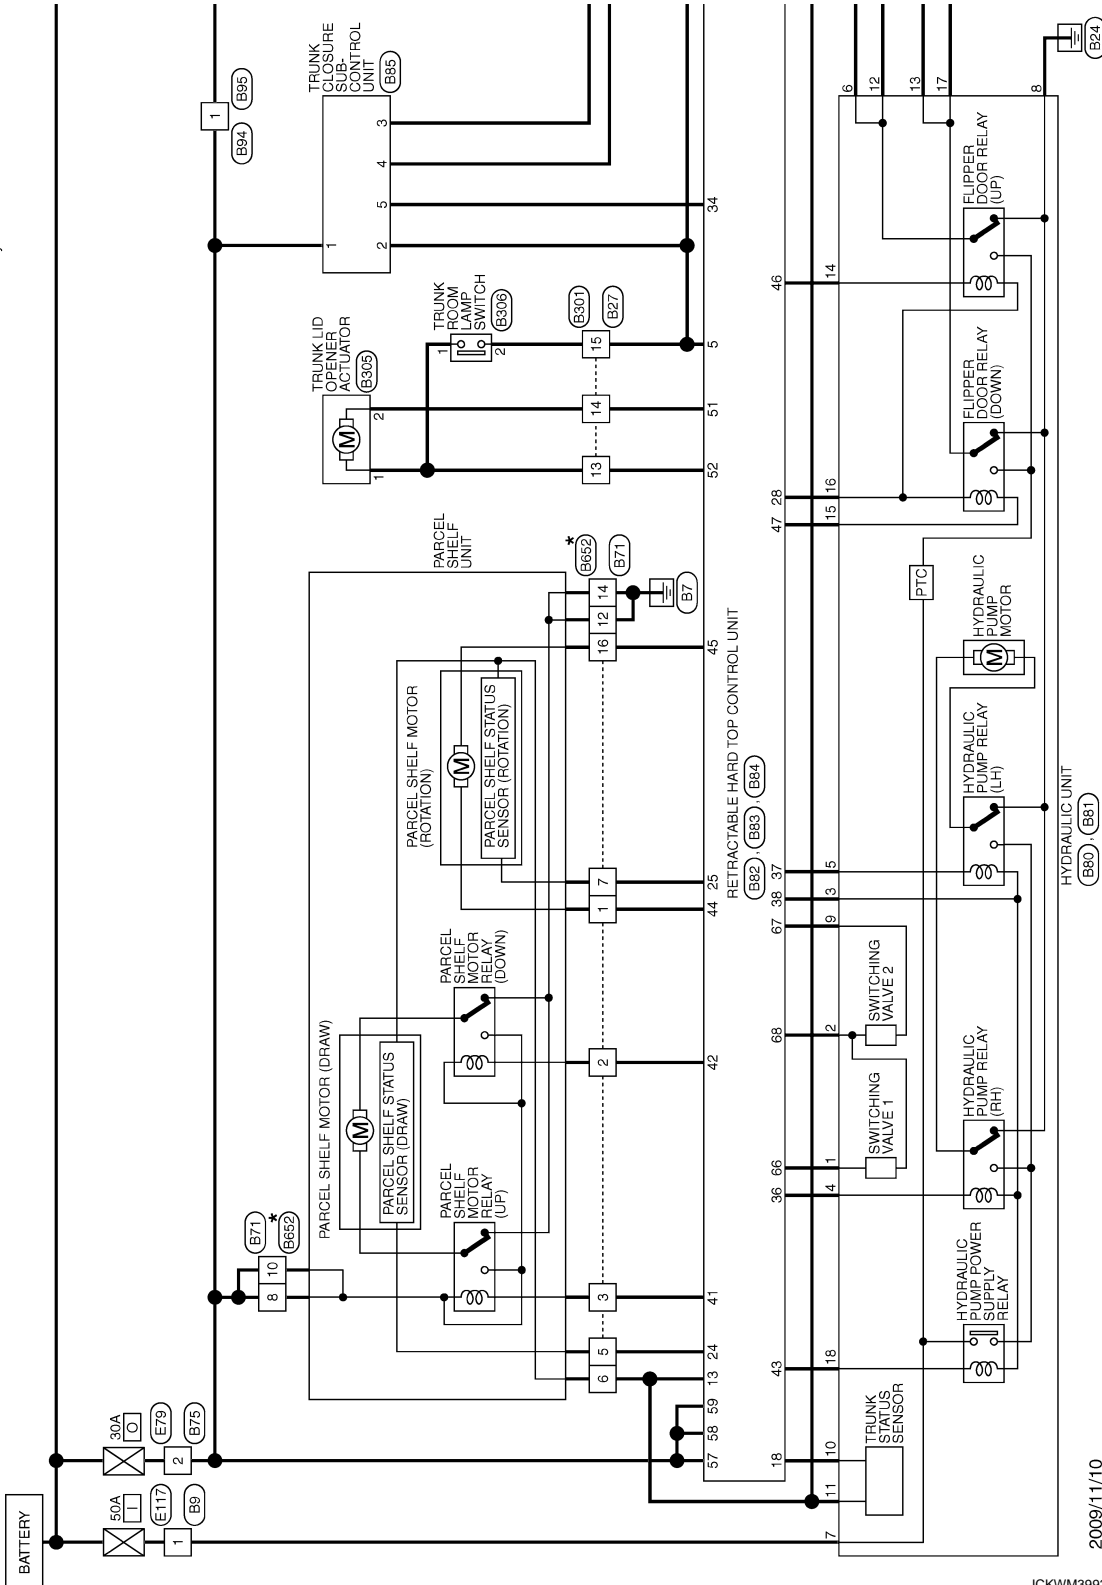 BATTERY
50A
I
E117
1
B9
30A
O
E79
2
B75
B94
1
B95
TRUNK
CLOSURE
SUB-
CONTROL
UNIT
B85
1
2
5
4
3
TRUNK LID
OPENER
ACTUATOR
B305
M
1
2
TRUNK
ROOM
LAMP
SWITCH
B306
1
2
B301
B27
13
14
15
B71
*
B652
8
10
PARCEL SHELF MOTOR (DRAW)
M
PARCEL SHELF STATUS
SENSOR (DRAW)
PARCEL
SHELF
MOTOR
RELAY
(UP)
PARCEL
SHELF
MOTOR
RELAY
(DOWN)
PARCEL SHELF MOTOR
(ROTATION)
M
PARCEL SHELF STATUS
SENSOR (ROTATION)
PARCEL
SHELF
UNIT
*
B652
B71
6
5
3
2
1
7
16
12
14
B7
57
58
59
13
24
41
42
44
25
45
52
51
5
34
RETRACTABLE HARD TOP CONTROL UNIT
B82 , B83 , B84
18
43
36
66
68
67
38
37
47
28
46
7
11
10
18
4
1
2
9
3
5
15
16
14
6
12
13
17
8
B24
TRUNK
STATUS
SENSOR
HYDRAULIC
PUMP POWER
SUPPLY
RELAY
SWITCHING
VALVE 1
HYDRAULIC
PUMP RELAY
(RH)
SWITCHING
VALVE 2
HYDRAULIC
PUMP RELAY
(LH)
HYDRAULIC
PUMP
MOTOR
M
PTC
FLIPPER
DOOR RELAY
(DOWN)
FLIPPER
DOOR RELAY
(UP)
HYDRAULIC UNIT
B80 , B81
2009/11/10